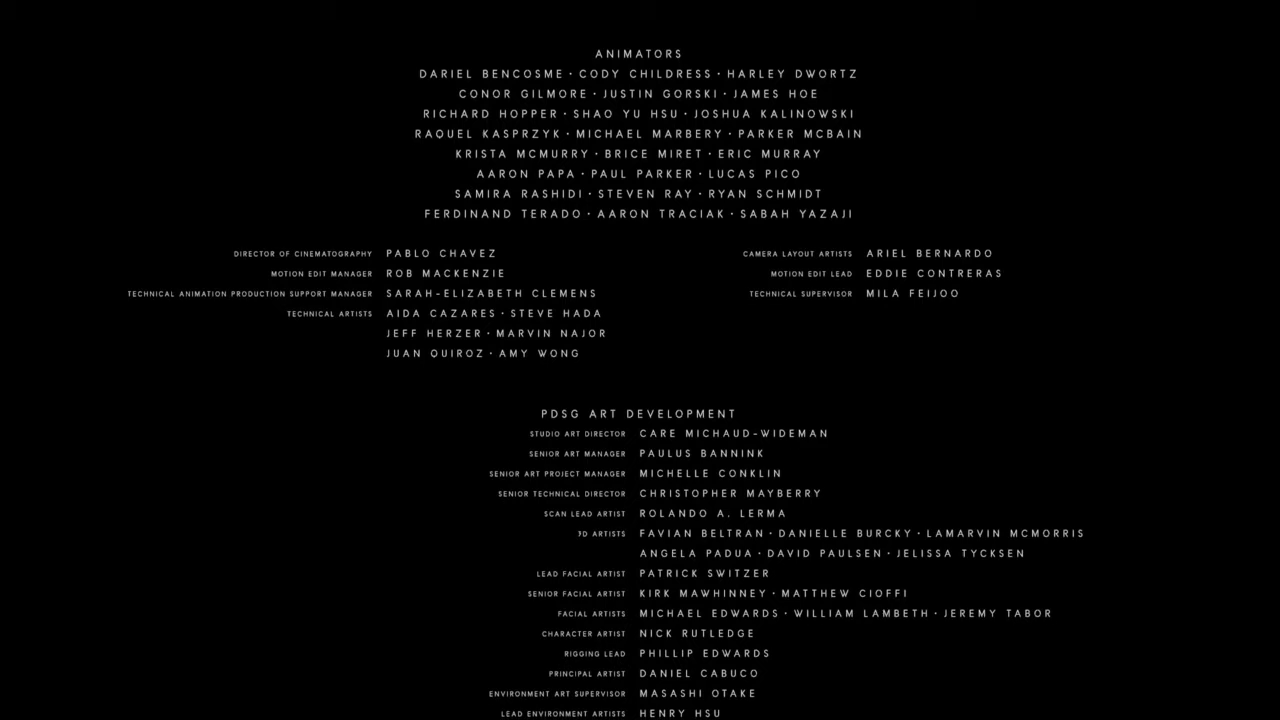 ANIMATORS
DARIEL BENCOSME · CODY CHILDRESS · HARLEY DWORTZ
CONOR GILMORE · JUSTIN GORSKI · JAMES HOE
RICHARD HOPPER · SHAO YU HSU · JOSHUA KALINOWSKI
RAQUEL KASPRZYK · MICHAEL MARBERY · PARKER MCBAIN
KRISTA MCMURRY · BRICE MIRET · ERIC MURRAY
AARON PAPA · PAUL PARKER · LUCAS PICO
SAMIRA RASHIDI · STEVEN RAY · RYAN SCHMIDT
FERDINAND TERADO · AARON TRACIAK · SABAH YAZAJI
DIRECTOR OF CINEMATOGRAPHY PABLO CHAVEZ
MOTION EDIT MANAGER ROB MACKENZIE
TECHNICAL ANIMATION PRODUCTION SUPPORT MANAGER SARAH-ELIZABETH CLEMENS
TECHNICAL ARTISTS AIDA CAZARES · STEVE HADA
JEFF HERZER · MARVIN NAJOR
JUAN QUIROZ · AMY WONG
CAMERA LAYOUT ARTISTS ARIEL BERNARDO
MOTION EDIT LEAD EDDIE CONTRERAS
TECHNICAL SUPERVISOR MILA FEIJOO
PDSG ART DEVELOPMENT
STUDIO ART DIRECTOR CARE MICHAUD-WIDEMAN
SENIOR ART MANAGER PAULUS BANNINK
SENIOR ART PROJECT MANAGER MICHELLE CONKLIN
SENIOR TECHNICAL DIRECTOR CHRISTOPHER MAYBERRY
SCAN LEAD ARTIST ROLANDO A. LERMA
3D ARTISTS FAVIAN BELTRAN · DANIELLE BURCKY · LAMARVIN MCMORRIS
ANGELA PADUA · DAVID PAULSEN · JELISSA TYCKSEN
LEAD FACIAL ARTIST PATRICK SWITZER
SENIOR FACIAL ARTIST KIRK MAWHINNEY · MATTHEW CIOFFI
FACIAL ARTISTS MICHAEL EDWARDS · WILLIAM LAMBETH · JEREMY TABOR
CHARACTER ARTIST NICK RUTLEDGE
RIGGING LEAD PHILLIP EDWARDS
PRINCIPAL ARTIST DANIEL CABUCO
ENVIRONMENT ART SUPERVISOR MASASHI OTAKE
LEAD ENVIRONMENT ARTISTS HENRY HSU